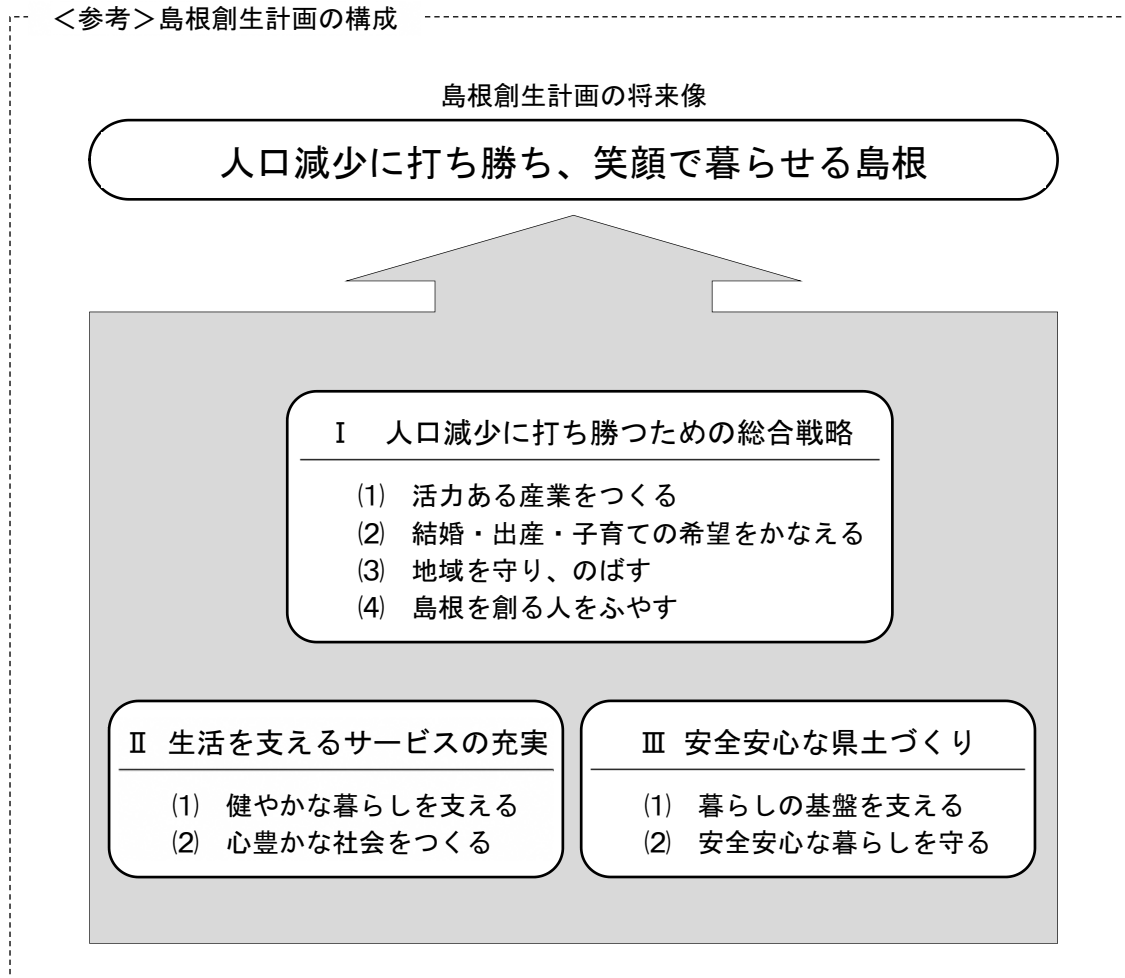 ＜参考＞島根創生計画の構成
島根創生計画の将来像
人口減少に打ち勝ち、笑顔で暮らせる島根
Ⅰ　人口減少に打ち勝つための総合戦略
⑴　活力ある産業をつくる
⑵　結婚・出産・子育ての希望をかなえる
⑶　地域を守り、のばす
⑷　島根を創る人をふやす
Ⅱ　生活を支えるサービスの充実
⑴　健やかな暮らしを支える
⑵　心豊かな社会をつくる
Ⅲ　安全安心な県土づくり
⑴　暮らしの基盤を支える
⑵　安全安心な暮らしを守る